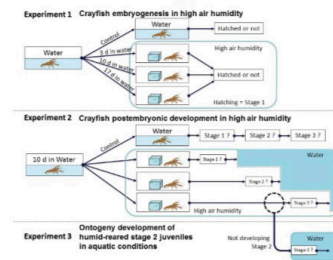 Experiment 1 Crayfish embryogenesis in high air humidity
Water
Control
3 d in water
10 d in water
17 d in water
Water
Hatched or not
High air humidity
Hatched or not
Hatching = Stage 1
Experiment 2 Crayfish postembryonic development in high air humidity
10 d in Water
Control
Water
Stage 1 ?
Stage 2 ?
Stage 3 ?
Water
Stage 1 ?
Stage 2 ?
High air humidity
Experiment 3 Ontogeny development of
humid-reared stage 2 juveniles
in aquatic conditions
Not developing
Stage 2
Water